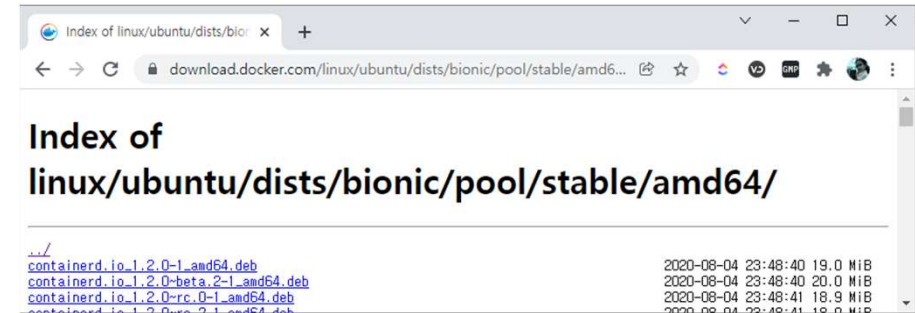 Index of linux/ubuntu/dists/bior
download.docker.com/linux/ubuntu/dists/bionic/pool/stable/amd6...
GMP
Index of
linux/ubuntu/dists/bionic/pool/stable/amd64/
../
containerd.io_1.2.0-1_amd64.deb 2020-08-04 23:48:40 19.0 MiB
containerd.io_1.2.0~beta.2-1_amd64.deb 2020-08-04 23:48:40 20.0 MiB
containerd.io_1.2.0~rc.0-1_amd64.deb 2020-08-04 23:48:41 18.9 MiB